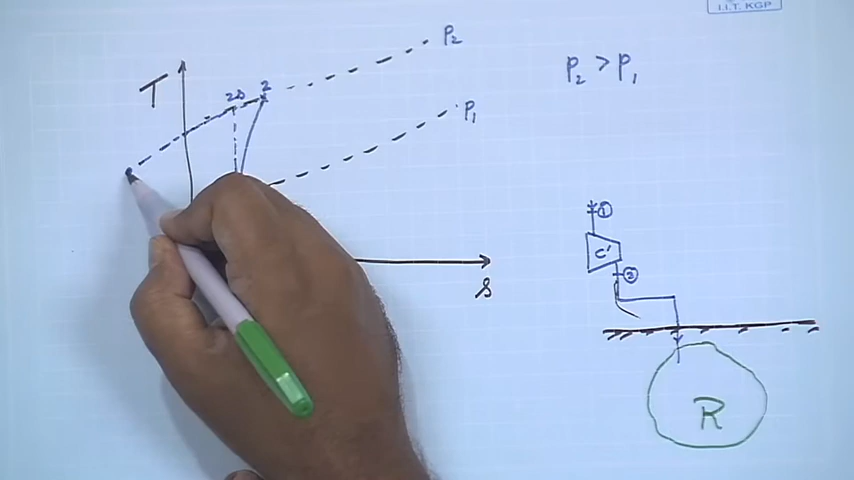 I.I.T. KGP
T
2s
2
P₂
P₁
s
P₂ > P₁
①
C'
②
R